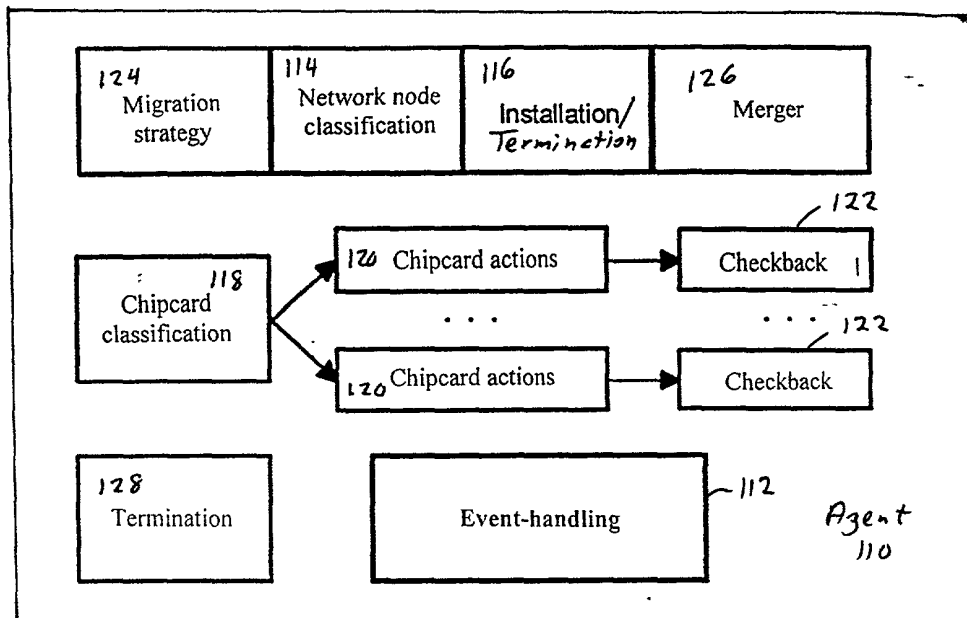 124
Migration
strategy
114
Network node
classification
116
Installation/
Termination
126
Merger
122
118
Chipcard
classification
120 Chipcard actions
Checkback 1
. . .
. . .
122
120 Chipcard actions
Checkback
128
Termination
Event-handling
112
Agent
110